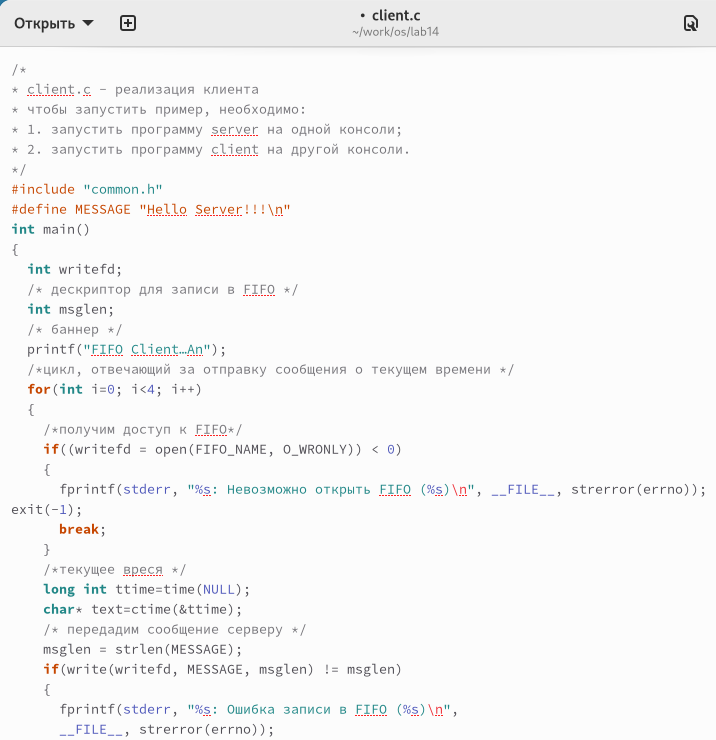 Открыть
• client.c
~/work/os/lab14
/*
* client.c - реализация клиента
* чтобы запустить пример, необходимо:
* 1. запустить программу server на одной консоли;
* 2. запустить программу client на другой консоли.
*/
#include "common.h"
#define MESSAGE "Hello Server!!!\n"
int main()
{
  int writefd;
  /* дескриптор для записи в FIFO */
  int msglen;
  /* баннер */
  printf("FIFO Client…An");
  /*цикл, отвечающий за отправку сообщения о текущем времени */
  for(int i=0; i<4; i++)
  {
    /*получим доступ к FIFO*/
    if((writefd = open(FIFO_NAME, O_WRONLY)) < 0)
    {
      fprintf(stderr, "%s: Невозможно открыть FIFO (%s)\n", __FILE__, strerror(errno));
exit(-1);
      break;
    }
    /*текущее вреся */
    long int ttime=time(NULL);
    char* text=ctime(&ttime);
    /* передадим сообщение серверу */
    msglen = strlen(MESSAGE);
    if(write(writefd, MESSAGE, msglen) != msglen)
    {
      fprintf(stderr, "%s: Ошибка записи в FIFO (%s)\n",
      __FILE__, strerror(errno));